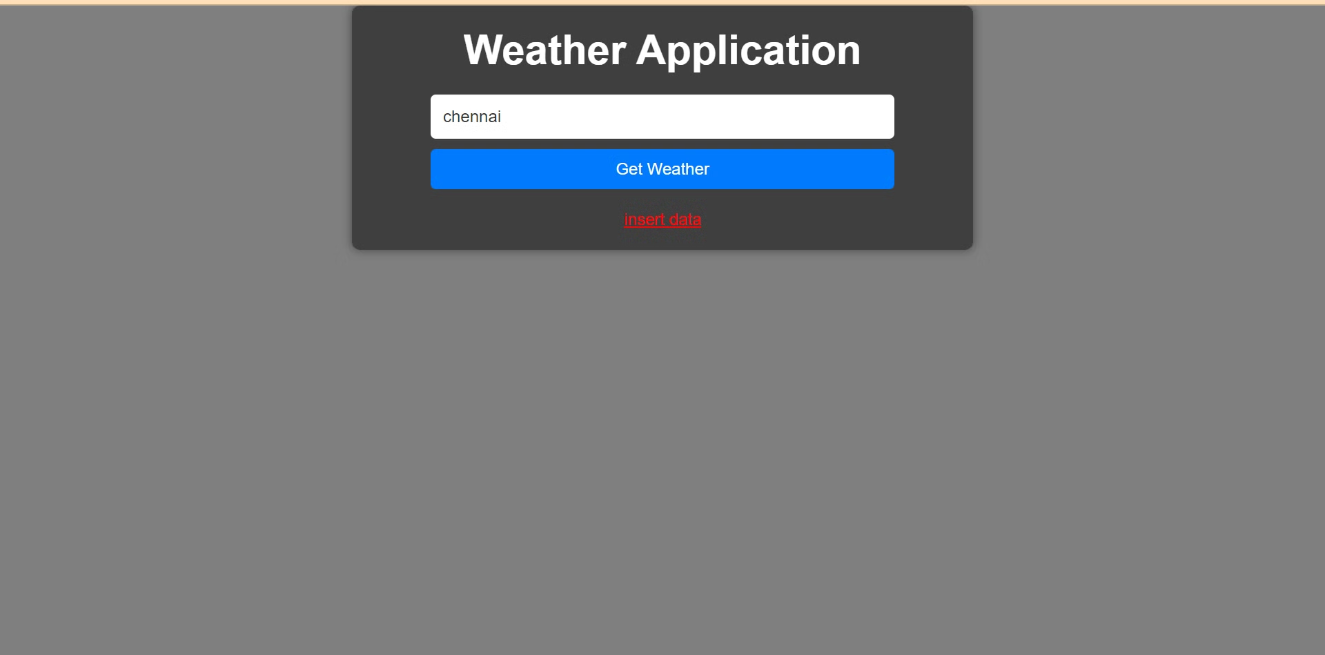 Weather Application
chennai
Get Weather
insert data